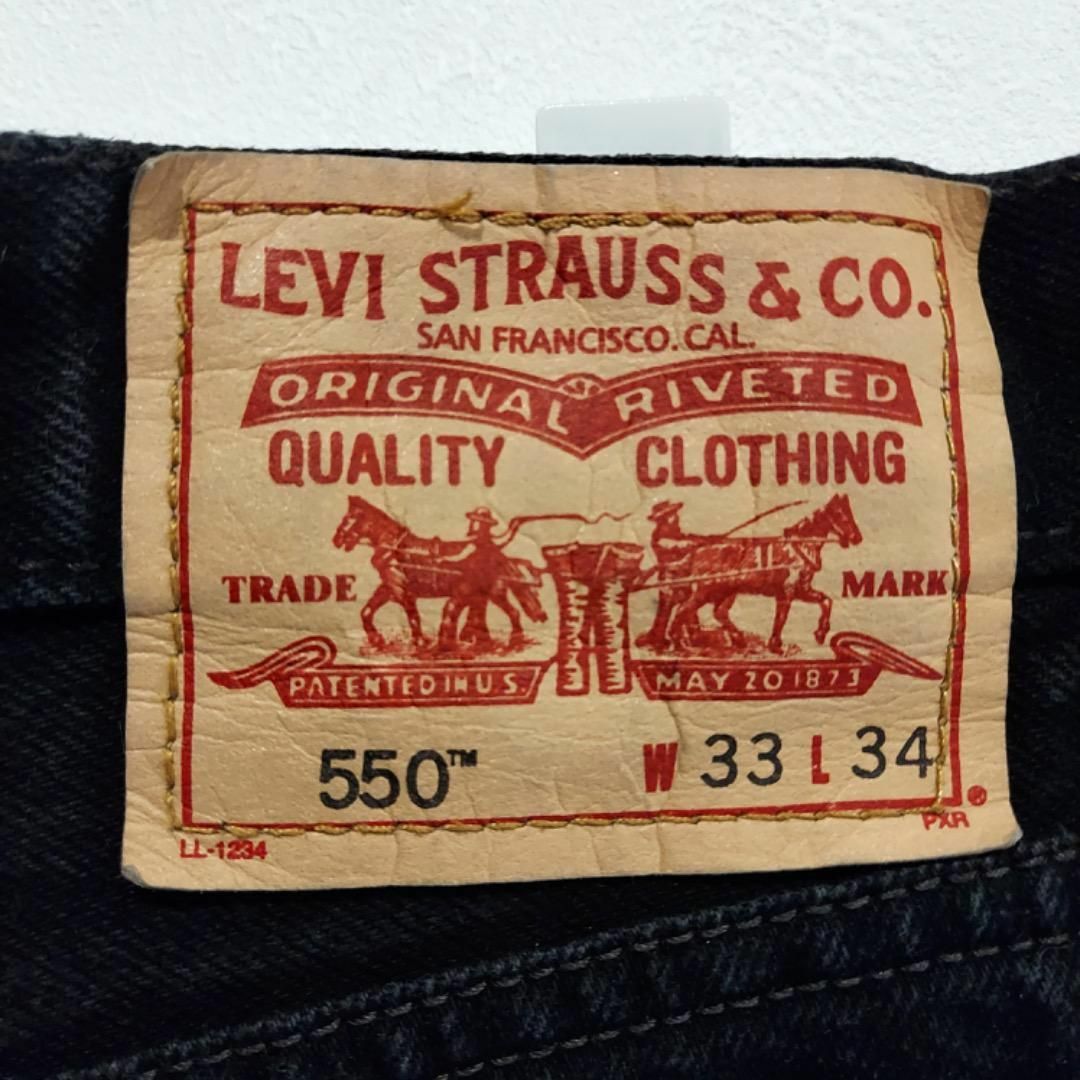 LEVI STRAUSS & CO.
SAN FRANCISCO. CAL.
ORIGINAL RIVETED
QUALITY CLOTHING
TRADE MARK
PATENTED IN U.S. MAY 20 1873
550™ W 33 L 34
®
LL-1234 PXR